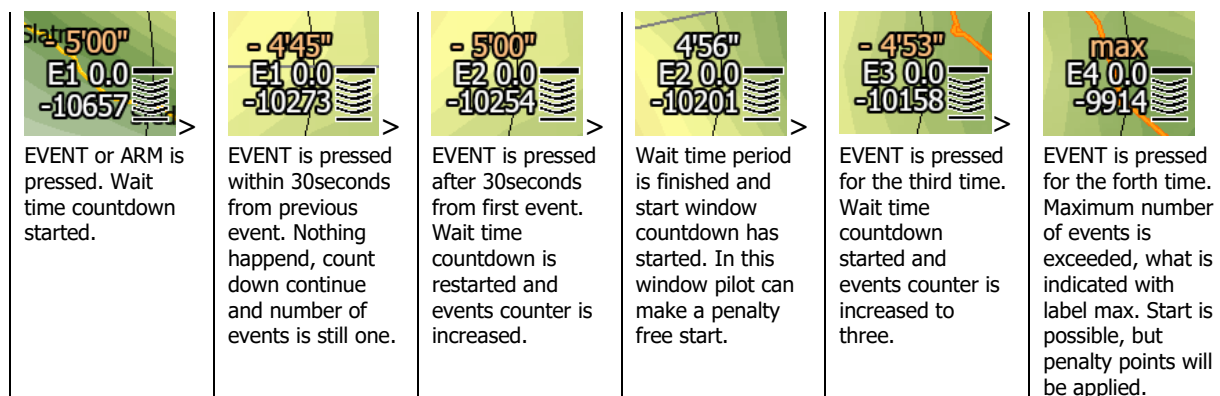 Slatn
- 5'00"
E1 0.0
-10657
>
EVENT or ARM is
pressed. Wait
time countdown
started.
- 4'45"
E1 0.0
-10273
>
EVENT is pressed
within 30seconds
from previous
event. Nothing
happend, count
down continue
and number of
events is still one.
- 5'00"
E2 0.0
-10254
>
EVENT is pressed
after 30seconds
from first event.
Wait time
countdown is
restarted and
events counter is
increased.
4'56"
E2 0.0
-10201
>
Wait time period
is finished and
start window
countdown has
started. In this
window pilot can
make a penalty
free start.
- 4'53"
E3 0.0
-10158
>
EVENT is pressed
for the third time.
Wait time
countdown
started and
events counter is
increased to
three.
max
E4 0.0
-9914
EVENT is pressed
for the forth time.
Maximum number
of events is
exceeded, what is
indicated with
label max. Start is
possible, but
penalty points will
be applied.